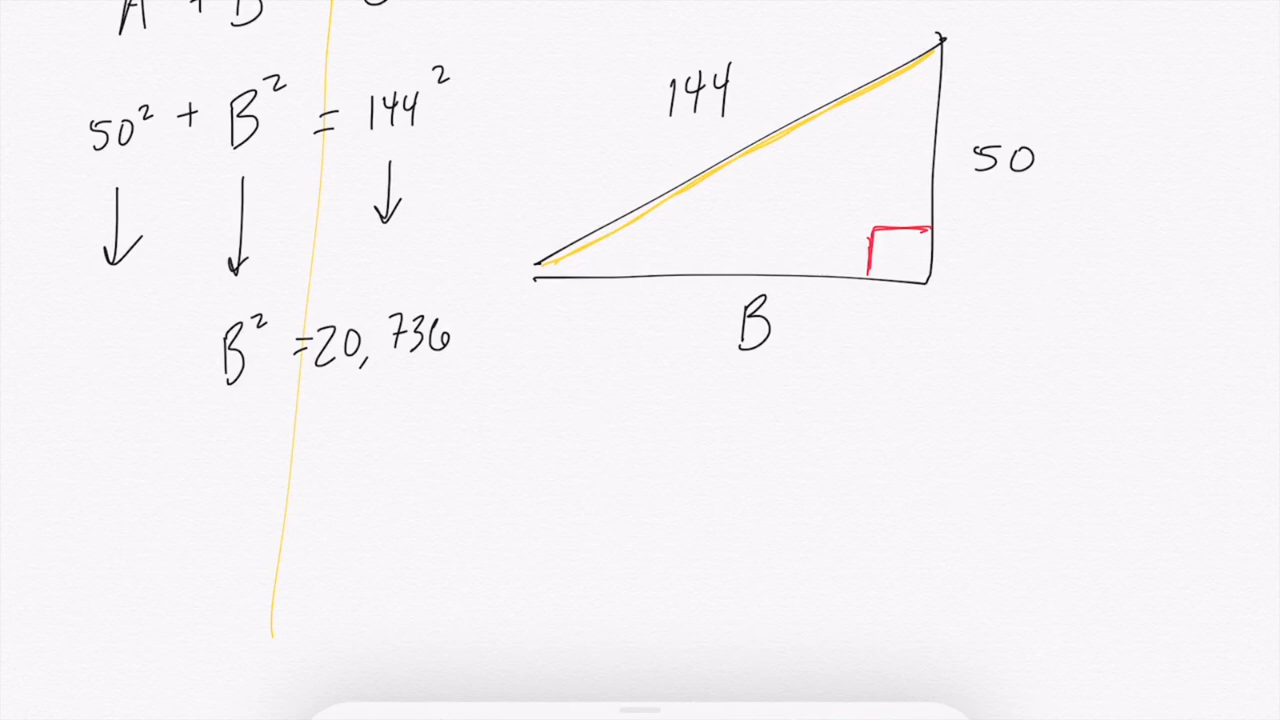 A + B
50² + B² = 144²
B² = 20,736
144
50
B